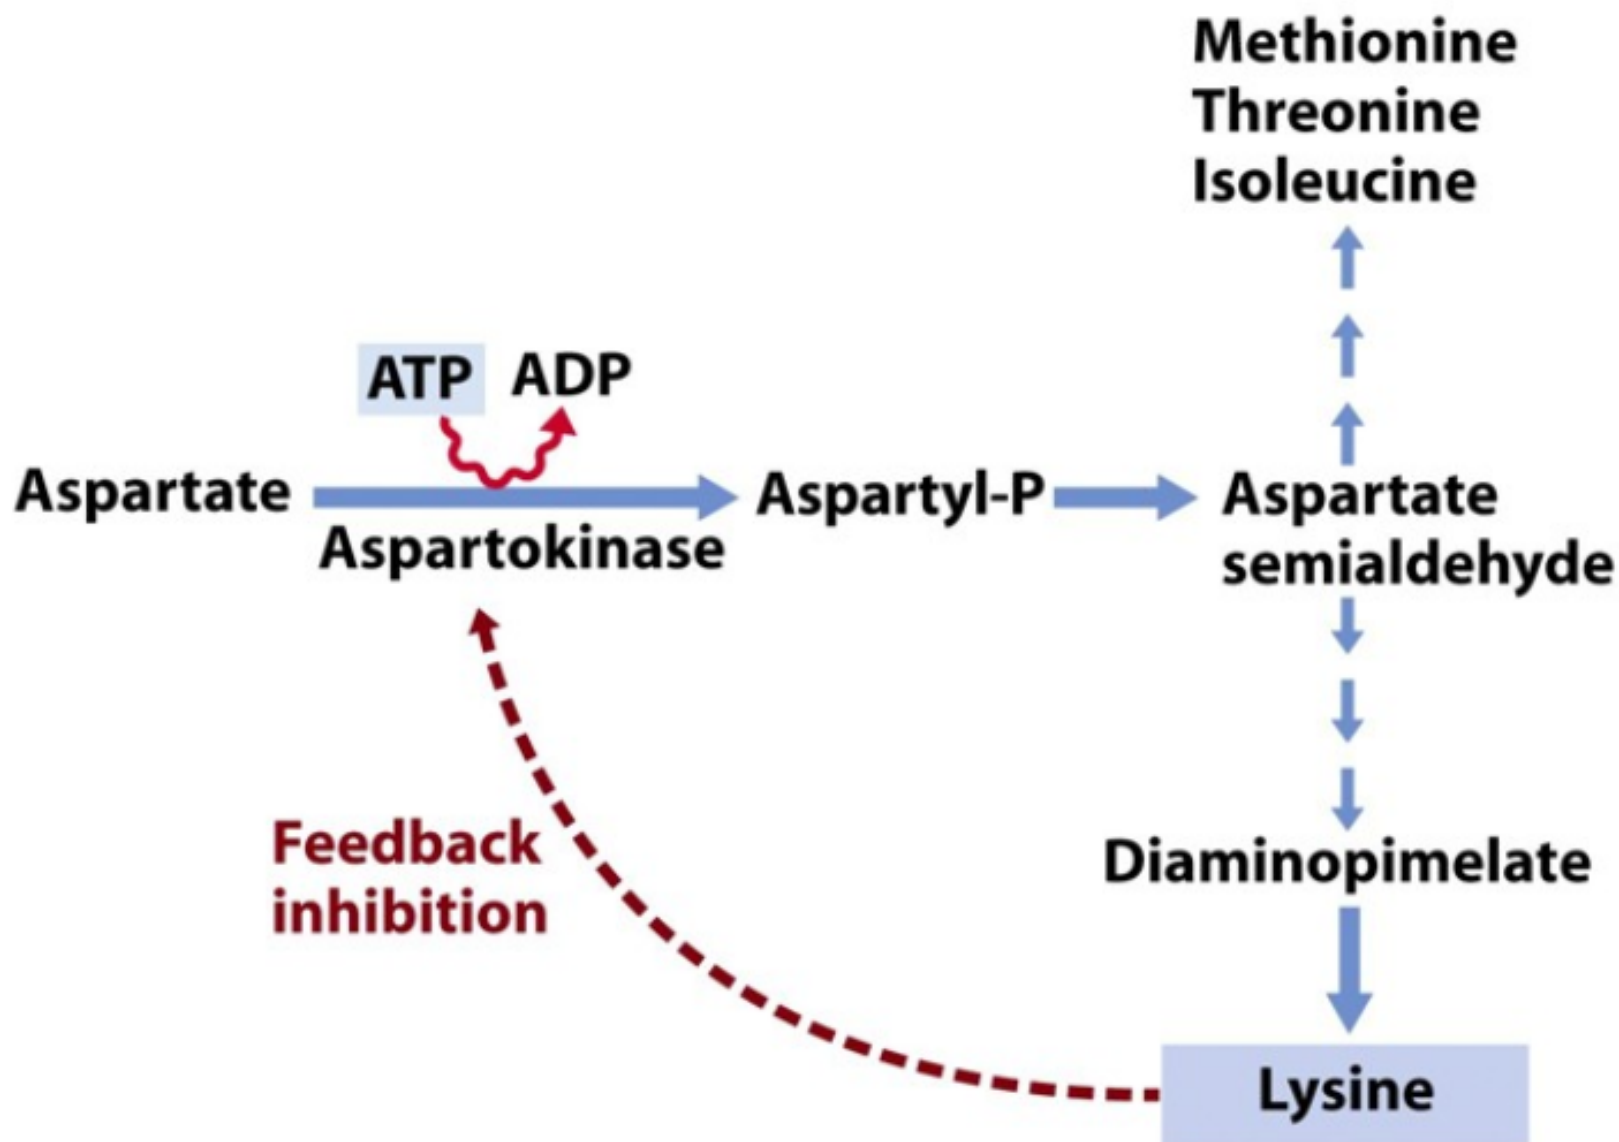 Methionine
Threonine
Isoleucine
ATP ADP
Aspartate
Aspartokinase
Aspartyl-P
Aspartate
semialdehyde
Feedback
inhibition
Diaminopimelate
Lysine